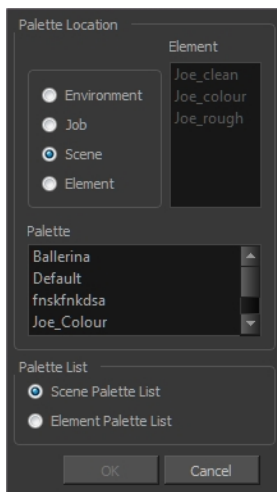 Palette Location
Element
Environment
Job
Scene
Element
Joe_clean
Joe_colour
Joe_rough
Palette
Ballerina
Default
fnskfnkdsa
Joe_Colour
Palette List
Scene Palette List
Element Palette List
OK
Cancel